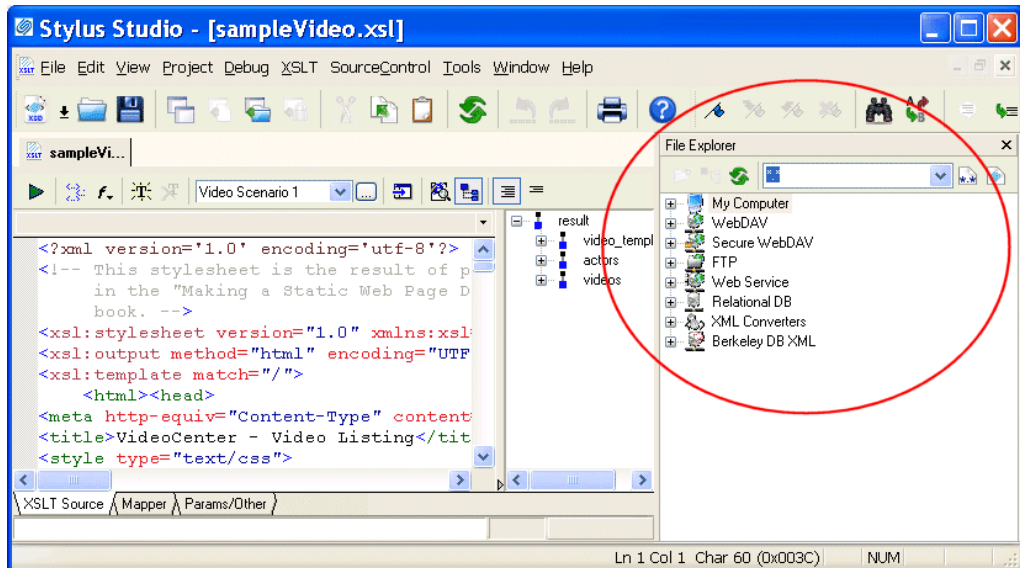 Stylus Studio - [sampleVideo.xsl]
File Edit View Project Debug XSLT SourceControl Tools Window Help
sampleVi...
Video Scenario 1
<?xml version='1.0' encoding='utf-8'?>
<!-- This stylesheet is the result of p
in the "Making a Static Web Page D
book. -->
<xsl:stylesheet version="1.0" xmlns:xsl
<xsl:output method="html" encoding="UTF
<xsl:template match="/">
<html><head>
<meta http-equiv="Content-Type" content
<title>VideoCenter - Video Listing</tit
<style type="text/css">
XSLT Source Mapper Params/Other
result
video_templ
actors
videos
File Explorer
*.*
My Computer
WebDAV
Secure WebDAV
FTP
Web Service
Relational DB
XML Converters
Berkeley DB XML
Ln 1 Col 1 Char 60 (0x003C) NUM